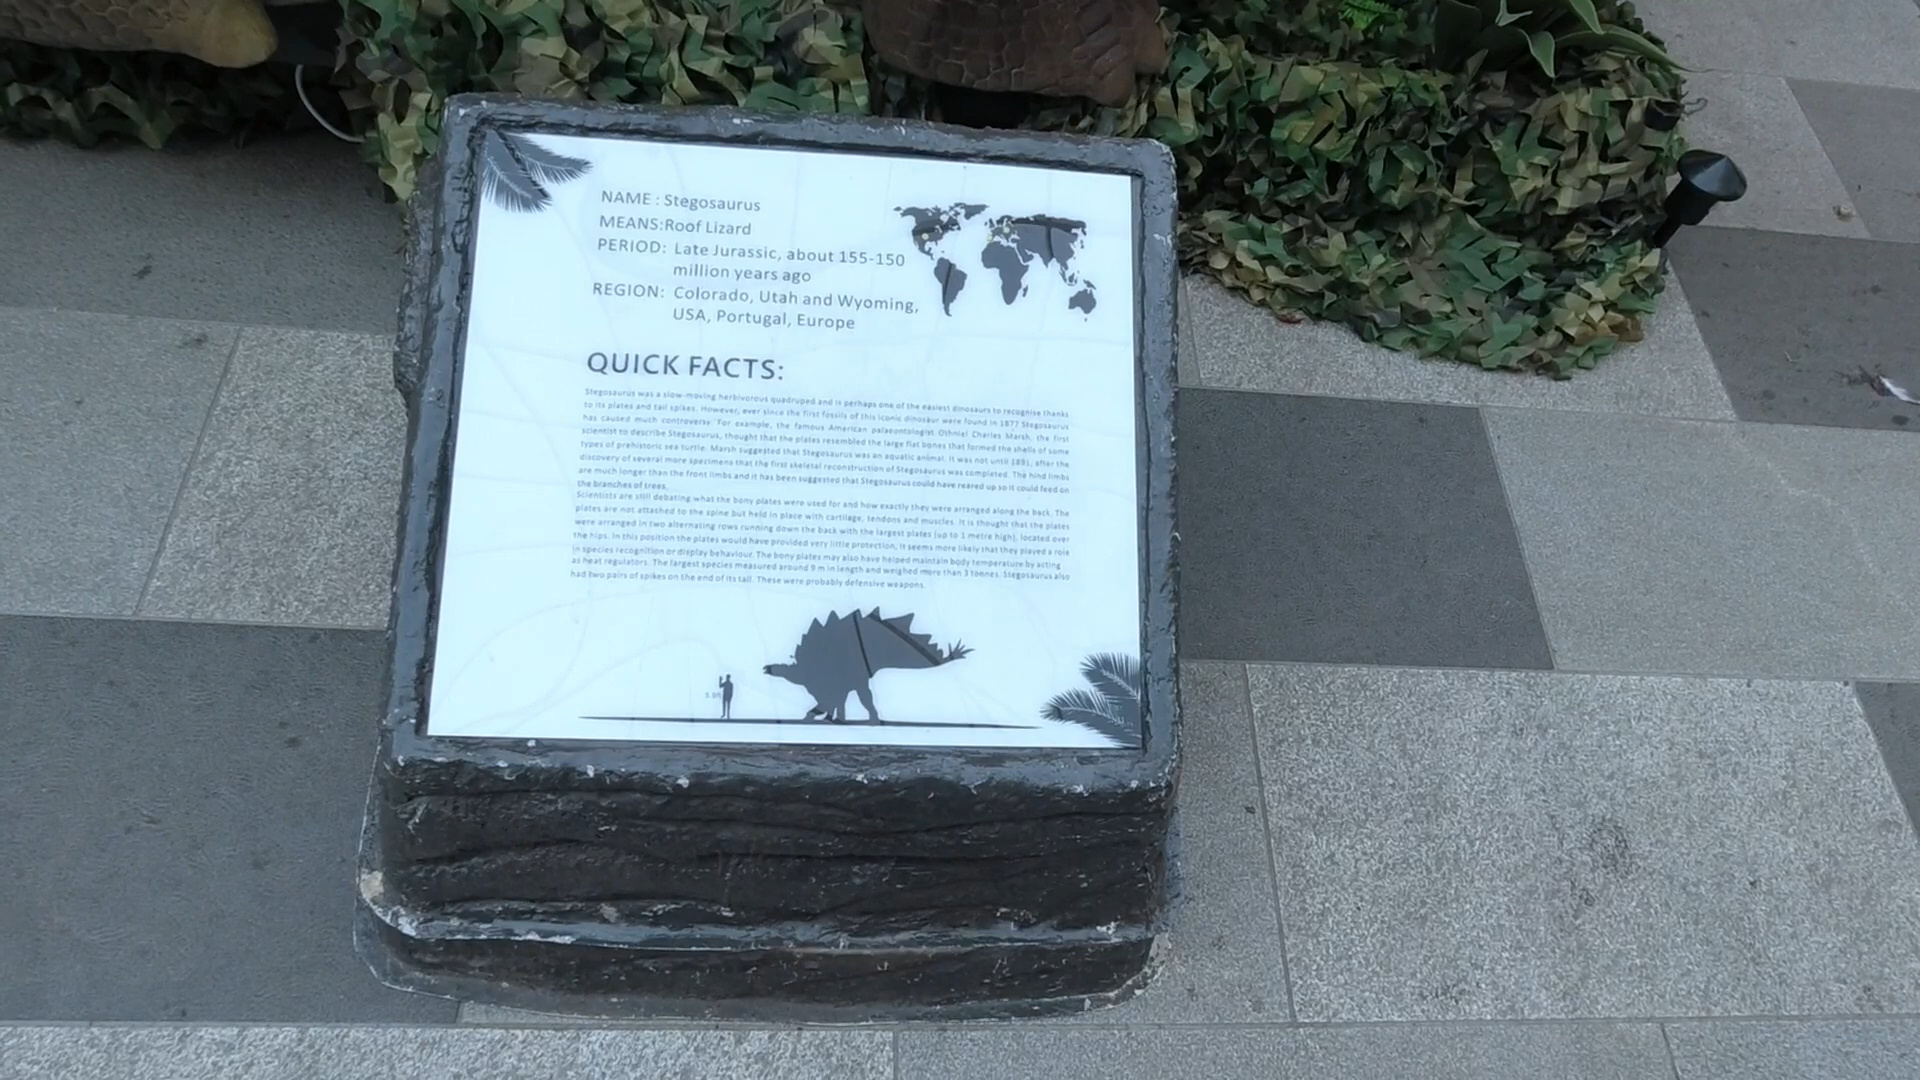 NAME : Stegosaurus
MEANS:Roof Lizard
PERIOD: Late Jurassic, about 155-150
million years ago
REGION: Colorado, Utah and Wyoming,
USA, Portugal, Europe
QUICK FACTS:
Stegosaurus was a slow-moving herbivorous quadruped and is perhaps one of the easiest dinosaurs to recognise thanks
to its plates and tail spikes. However, ever since the first fossils of this iconic dinosaur were found in 1877 Stegosaurus
has caused much controversy. For example, the famous American palaeontologist Othniel Charles Marsh, the first
scientist to describe Stegosaurus, thought that the plates resembled the large flat bones that formed the shells of some
types of prehistoric sea turtle. Marsh suggested that Stegosaurus was an aquatic animal. It was not until 1891, after the
discovery of several more specimens that the first skeletal reconstruction of Stegosaurus was completed. The hind limbs
are much longer than the front limbs and it has been suggested that Stegosaurus could have reared up so it could feed on
the branches of trees.
Scientists are still debating what the bony plates were used for and how exactly they were arranged along the back. The
plates are not attached to the spine but held in place with cartilage, tendons and muscles. It is thought that the plates
were arranged in two alternating rows running down the back with the largest plates (up to 1 metre high), located over
the hips. In this position the plates would have provided very little protection, it seems more likely that they played a role
in species recognition or display behaviour. The bony plates may also have helped maintain body temperature by acting
as heat regulators. The largest species measured around 9 m in length and weighed more than 3 tonnes. Stegosaurus also
had two pairs of spikes on the end of its tail. These were probably defensive weapons.